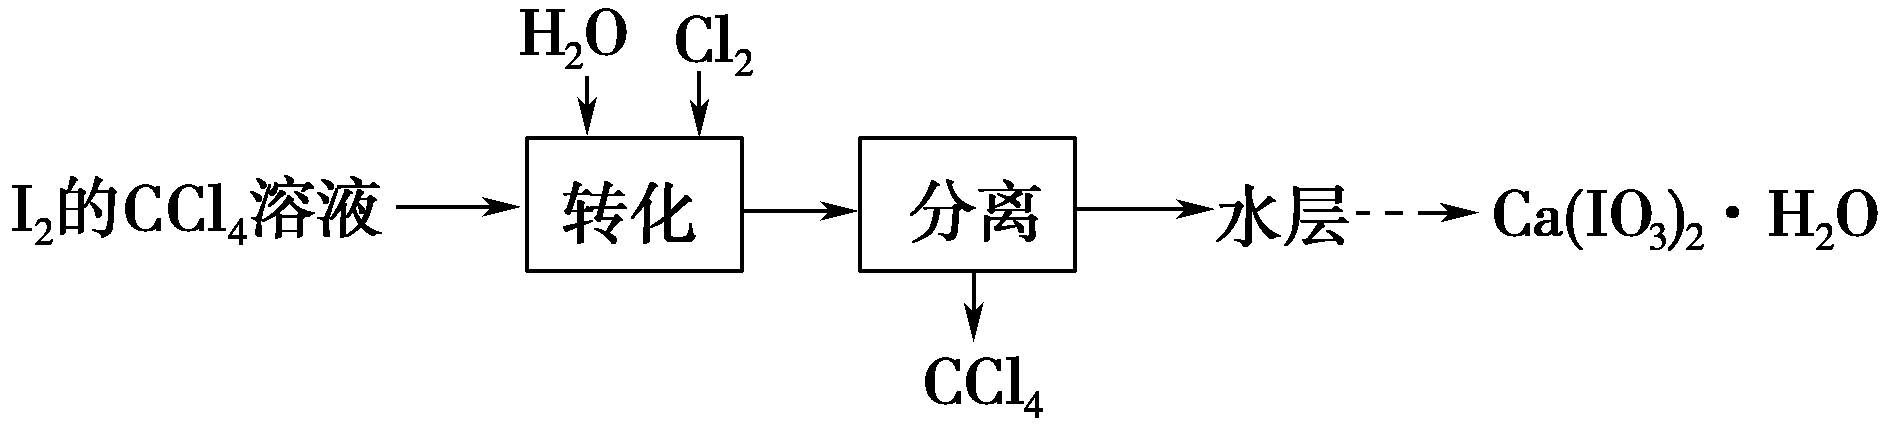 H₂O Cl₂
I₂的CCl₄溶液 转化 分离 水层 Ca(IO₃)₂·H₂O
CCl₄